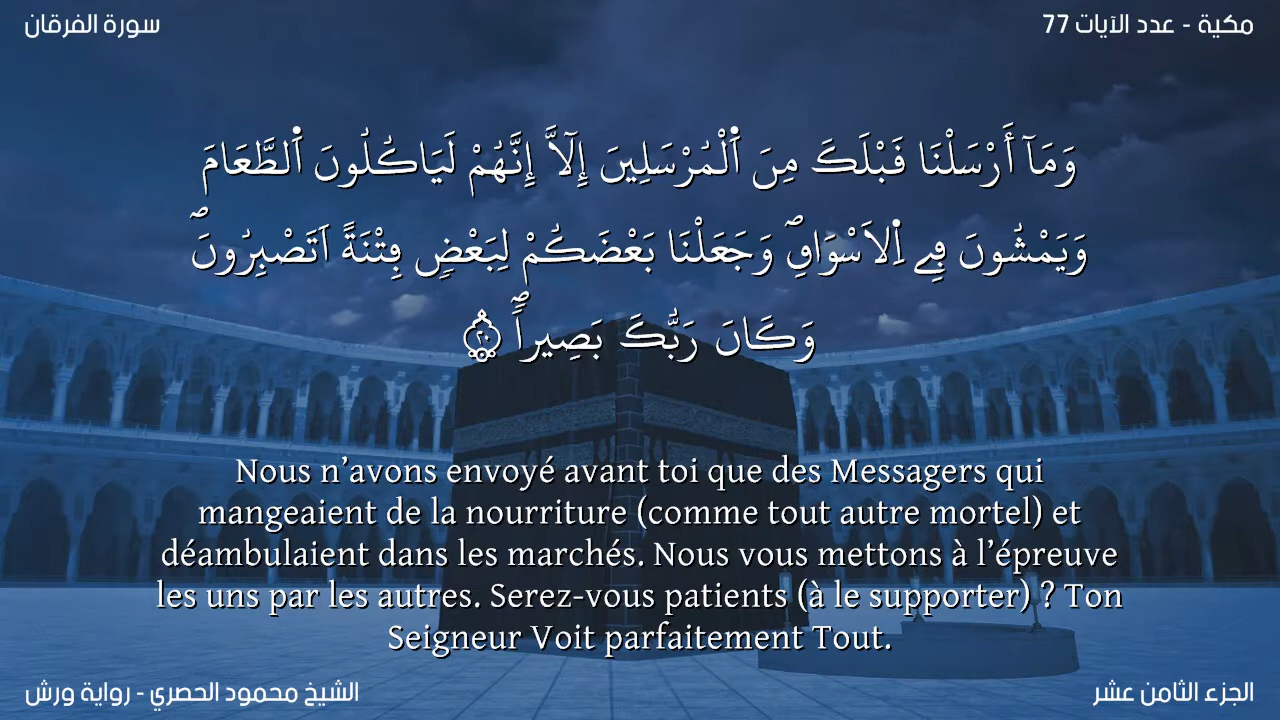 مكية - عدد الآيات 77
سورة الفرقان
وَمَآ أَرْسَلْنَا قَبْلَكَ مِنَ اَ۬لْمُرْسَلِينَ إِلَّآ إِنَّهُمْ لَيَاكُلُونَ اَ۬لطَّعَامَ
وَيَمْشُونَ فِے اِ۬لَاسْوَاقِۖ وَجَعَلْنَا بَعْضَكُمْ لِبَعْضٖ فِتْنَةً اَتَصْبِرُونَۖ
وَكَانَ رَبُّكَ بَصِيراٗۖ ٢٠
Nous n’avons envoyé avant toi que des Messagers qui
mangeaient de la nourriture (comme tout autre mortel) et
déambulaient dans les marchés. Nous vous mettons à l’épreuve
les uns par les autres. Serez-vous patients (à le supporter) ? Ton
Seigneur Voit parfaitement Tout.
الجزء الثامن عشر
الشيخ محمود الحصري - رواية ورش